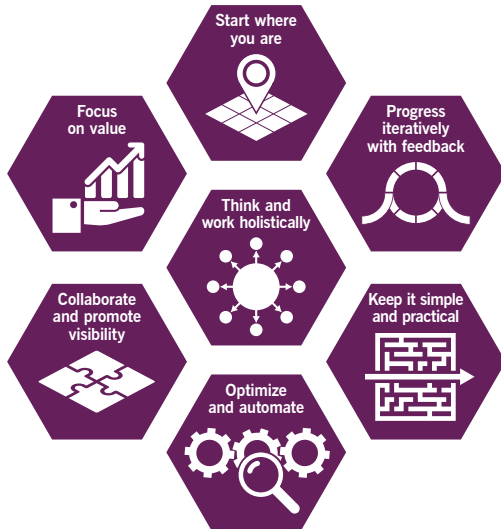 Start where
you are
Focus
on value
Progress
iteratively
with feedback
Think and
work holistically
Collaborate
and promote
visibility
Keep it simple
and practical
Optimize
and automate